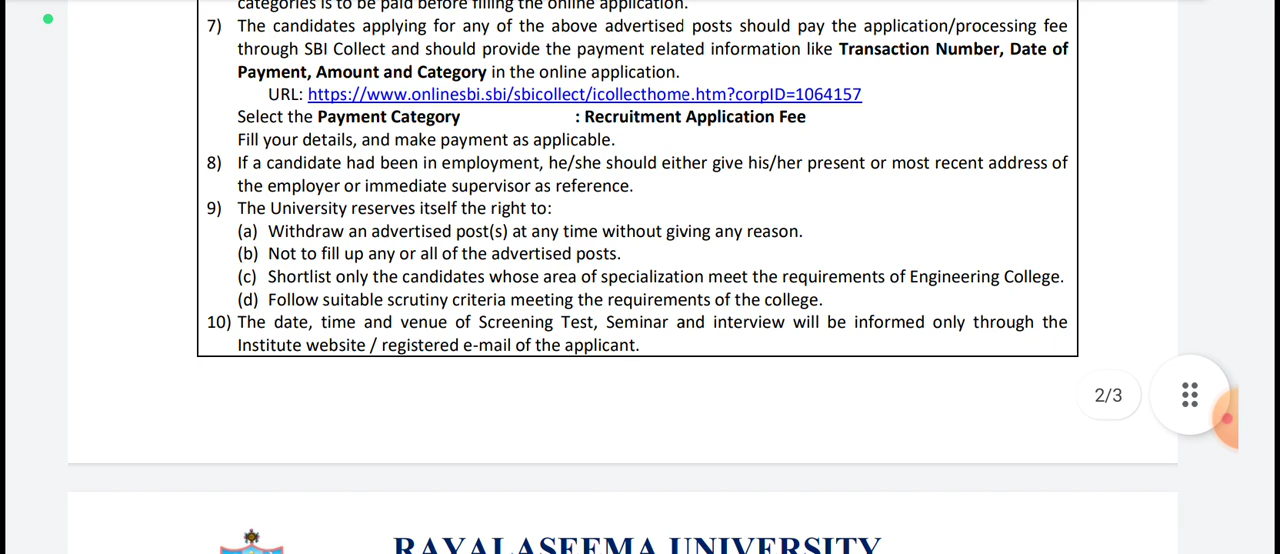 categories is to be paid before filling the online application.
7) The candidates applying for any of the above advertised posts should pay the application/processing fee
through SBI Collect and should provide the payment related information like Transaction Number, Date of
Payment, Amount and Category in the online application.
URL: https://www.onlinesbi.sbi/sbicollect/icollecthome.htm?corpID=1064157
Select the Payment Category : Recruitment Application Fee
Fill your details, and make payment as applicable.
8) If a candidate had been in employment, he/she should either give his/her present or most recent address of
the employer or immediate supervisor as reference.
9) The University reserves itself the right to:
(a) Withdraw an advertised post(s) at any time without giving any reason.
(b) Not to fill up any or all of the advertised posts.
(c) Shortlist only the candidates whose area of specialization meet the requirements of Engineering College.
(d) Follow suitable scrutiny criteria meeting the requirements of the college.
10) The date, time and venue of Screening Test, Seminar and interview will be informed only through the
Institute website / registered e-mail of the applicant.
2/3
RAYALASEEMA UNIVERSITY